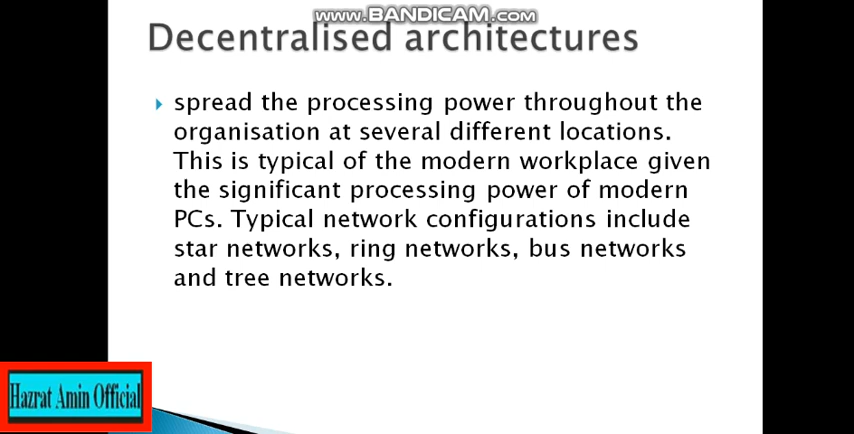 www.BANDICAM.com
Decentralised architectures
spread the processing power throughout the
organisation at several different locations.
This is typical of the modern workplace given
the significant processing power of modern
PCs. Typical network configurations include
star networks, ring networks, bus networks
and tree networks.
Hazrat Amin Official